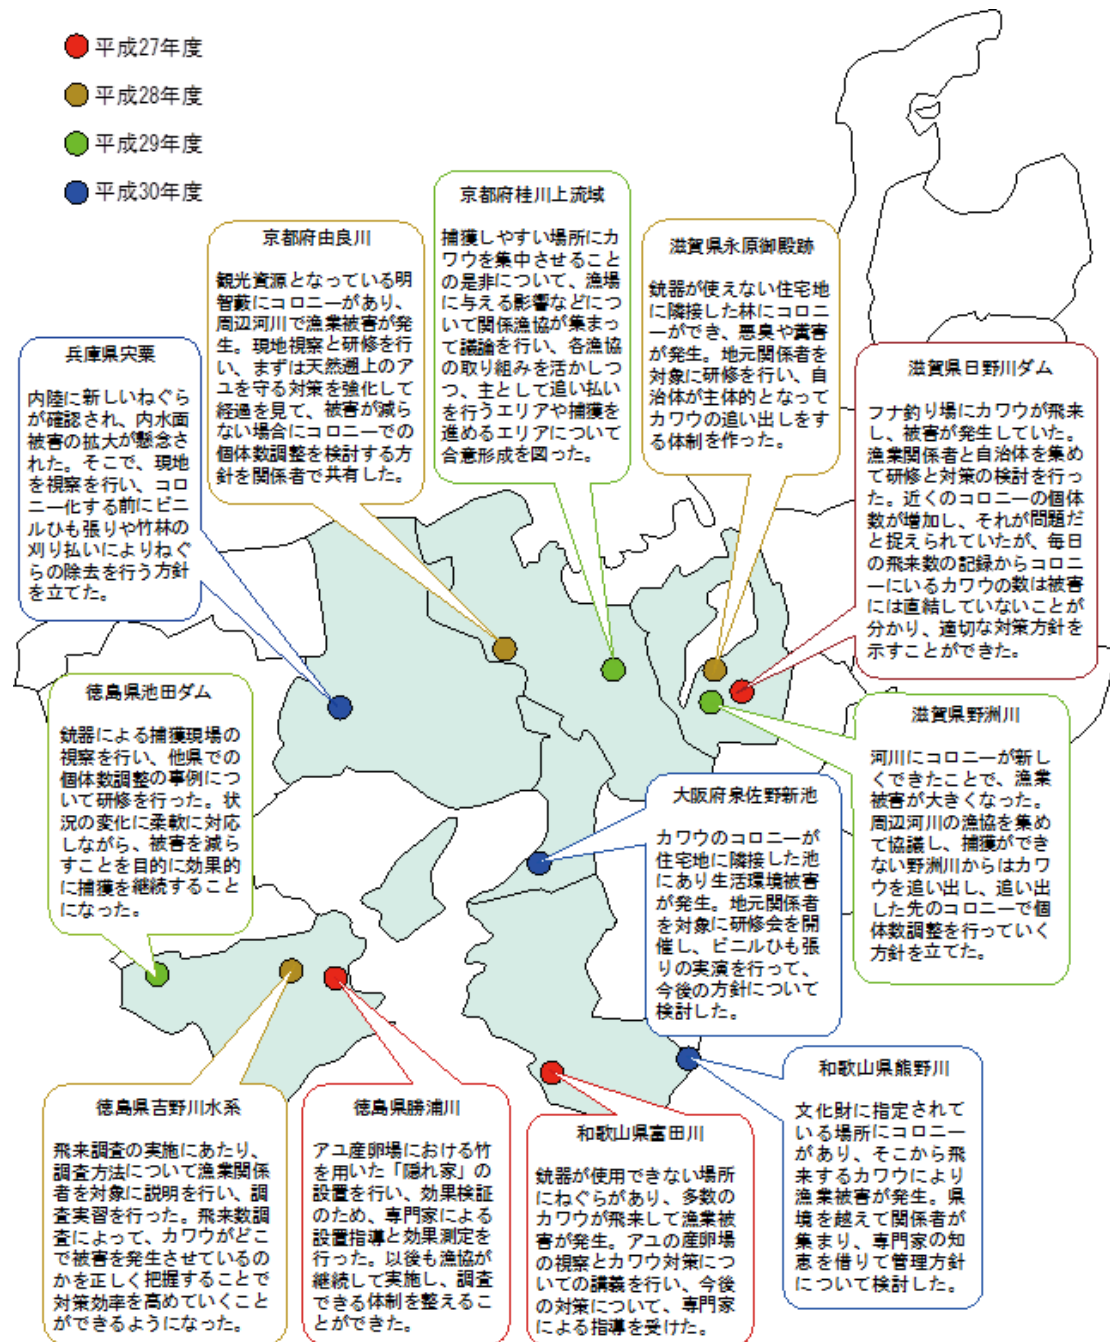 平成27年度
平成28年度
平成29年度
平成30年度
京都府桂川上流域
捕獲しやすい場所にカ
ワウを集中させること
の是非について、漁場
に与える影響などについ
て関係漁協が集まっ
て議論を行い、各漁協
の取り組みを活かしつ
つ、主として追い払い
を行うエリアや捕獲を
進めるエリアについて
合意形成を図った。
京都府由良川
観光資源となっている明
智藪にコロニーがあり、
周辺河川で漁業被害が発
生。現地視察と研修を行
い、まずは天然遡上のア
ユを守る対策を強化して
経過を見て、被害が減ら
ない場合にコロニーでの
個体数調整を検討する方
針を関係者で共有した。
滋賀県永原御殿跡
銃器が使えない住宅地
に隣接した林にコロニ
ーができ、悪臭や糞害
が発生。地元関係者を
対象に研修を行い、自
治体が主体的となって
カワウの追い出しをす
る体制を作った。
兵庫県宍粟
内陸に新しいねぐら
が確認され、内水面
被害の拡大が懸念さ
れた。そこで、現地
を視察を行い、コロ
ニー化する前にビニ
ルひも張りや竹林の
刈り払いによりねぐ
らの除去を行う方針
を立てた。
滋賀県日野川ダム
フナ釣り場にカワウが飛来
し、被害が発生していた。
漁業関係者と自治体を集め
て研修と対策の検討を行っ
た。近くのコロニーの個体
数が増加し、それが問題だ
と捉えられていたが、毎日
の飛来数の記録からコロニ
ーにいるカワウの数は被害
には直結していないことが
分かり、適切な対策方針を
示すことができた。
徳島県池田ダム
銃器による捕獲現場の
視察を行い、他県での
個体数調整の事例につ
いて研修を行った。状
況の変化に柔軟に対応
しながら、被害を減ら
すことを目的に効果的
に捕獲を継続すること
になった。
滋賀県野洲川
河川にコロニーが新し
くできたことで、漁業
被害が大きくなった。
周辺河川の漁協を集め
て協議し、捕獲ができ
ない野洲川からはカワ
ウを追い出し、追い出
した先のコロニーで個
体数調整を行っていく
方針を立てた。
大阪府泉佐野新池
カワウのコロニーが
住宅地に隣接した池
にあり生活環境被害
が発生。地元関係者
を対象に研修会を開
催し、ビニルひも張
りの実演を行って、
今後の方針について
検討した。
和歌山県熊野川
文化財に指定されて
いる場所にコロニー
があり、そこから飛
来するカワウにより
漁業被害が発生。県
境を越えて関係者が
集まり、専門家の知
恵を借りて管理方針
について検討した。
徳島県吉野川水系
飛来調査の実施にあたり、
調査方法について漁業関係
者を対象に説明を行い、調
査実習を行った。飛来数調
査によって、カワウがどこ
で被害を発生させているの
かを正しく把握することで
対策効率を高めていくこと
ができるようになった。
徳島県勝浦川
アユ産卵場における竹
を用いた「隠れ家」の
設置を行い、効果検証
のため、専門家による
設置指導と効果測定を
行った。以後も漁協が
継続して実施し、調査
できる体制を整えるこ
とができた。
和歌山県富田川
銃器が使用できない場所
にねぐらがあり、多数の
カワウが飛来して漁業被
害が発生。アユの産卵場
の視察とカワウ対策につ
いての講義を行い、今後
の対策について、専門家
による指導を受けた。